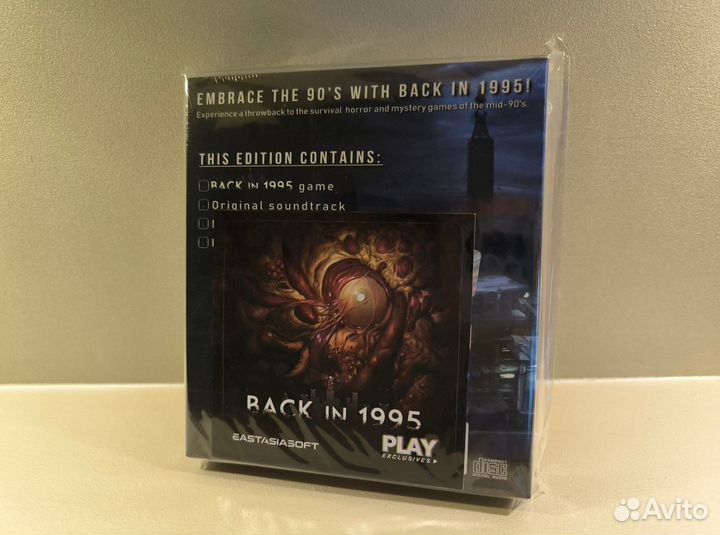 EMBRACE THE 90'S WITH BACK IN 1995!
Experience a throwback to the survival horror and mystery games of the mid-90's.
THIS EDITION CONTAINS:
BACK IN 1995 game
Original soundtrack
BACK IN 1995
EASTASIASOFT
PLAY
EXCLUSIVES
COMPACT
disc
DIGITAL AUDIO
Avito